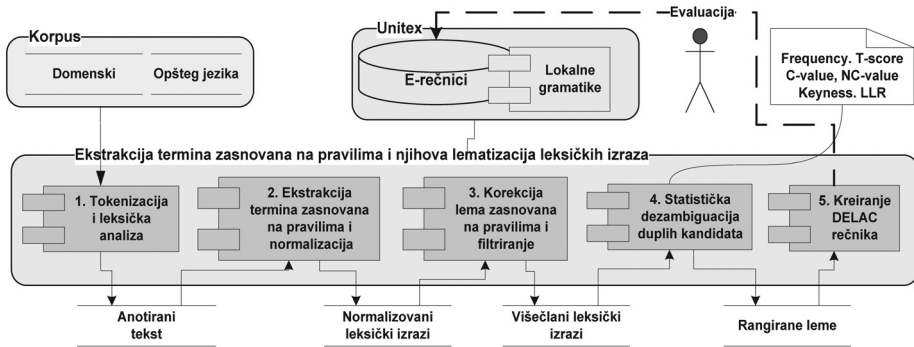 Korpus
Domenski
Opšteg jezika
Unitex
E-rečnici
Lokalne
gramatike
Evaluacija
Frequency. T-score
C-value, NC-value
Keyness. LLR
Ekstrakcija termina zasnovana na pravilima i njihova lematizacija leksičkih izraza
1. Tokenizacija
i leksička
analiza
2. Ekstrakcija
termina zasnovana
na pravilima i
normalizacija
3. Korekcija
lema zasnovana
na pravilima i
filtriranje
4. Statistička
dezambiguacija
duplih kandidata
5. Kreiranje
DELAC
rečnika
Anotirani
tekst
Normalizovani
leksički izrazi
Višečlani leksički
izrazi
Rangirane leme